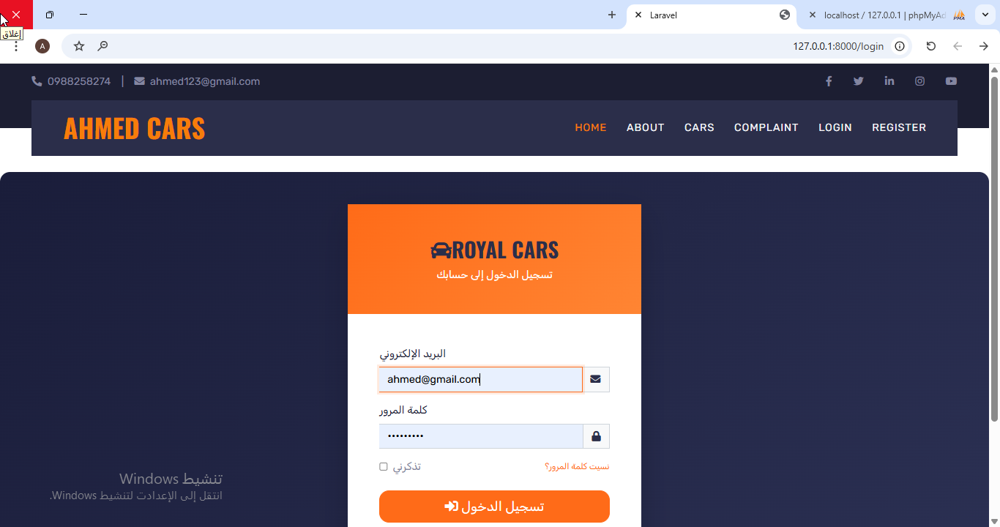 Laravel
localhost / 127.0.0.1 | phpMyAd
إغلاق
A
127.0.0.1:8000/login
0988258274 | ahmed123@gmail.com
AHMED CARS
HOME ABOUT CARS COMPLAINT LOGIN REGISTER
ROYAL CARS
تسجيل الدخول إلى حسابك
البريد الإلكتروني
ahmed@gmail.com
كلمة المرور
•••••••••
تذكرني
نسيت كلمة المرور؟
تسجيل الدخول
تنشيط Windows
انتقل إلى الإعدادت لتنشيط Windows.